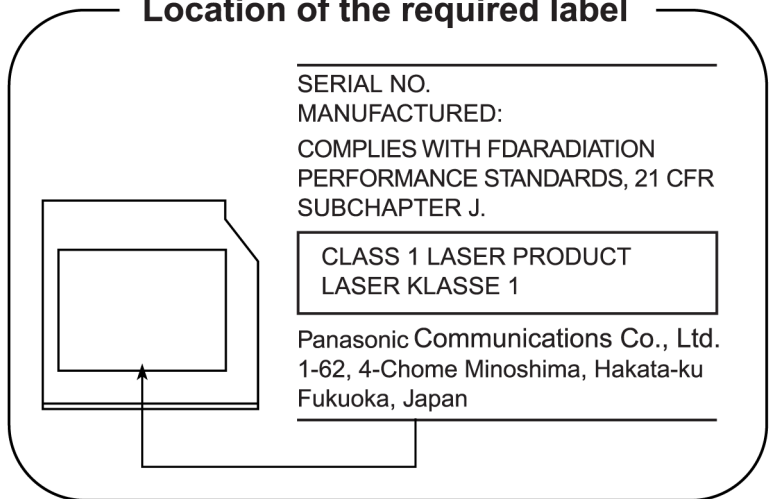 Location of the required label
SERIAL NO.
MANUFACTURED:
COMPLIES WITH FDARADIATION
PERFORMANCE STANDARDS, 21 CFR
SUBCHAPTER J.
CLASS 1 LASER PRODUCT
LASER KLASSE 1
Panasonic Communications Co., Ltd.
1-62, 4-Chome Minoshima, Hakata-ku
Fukuoka, Japan